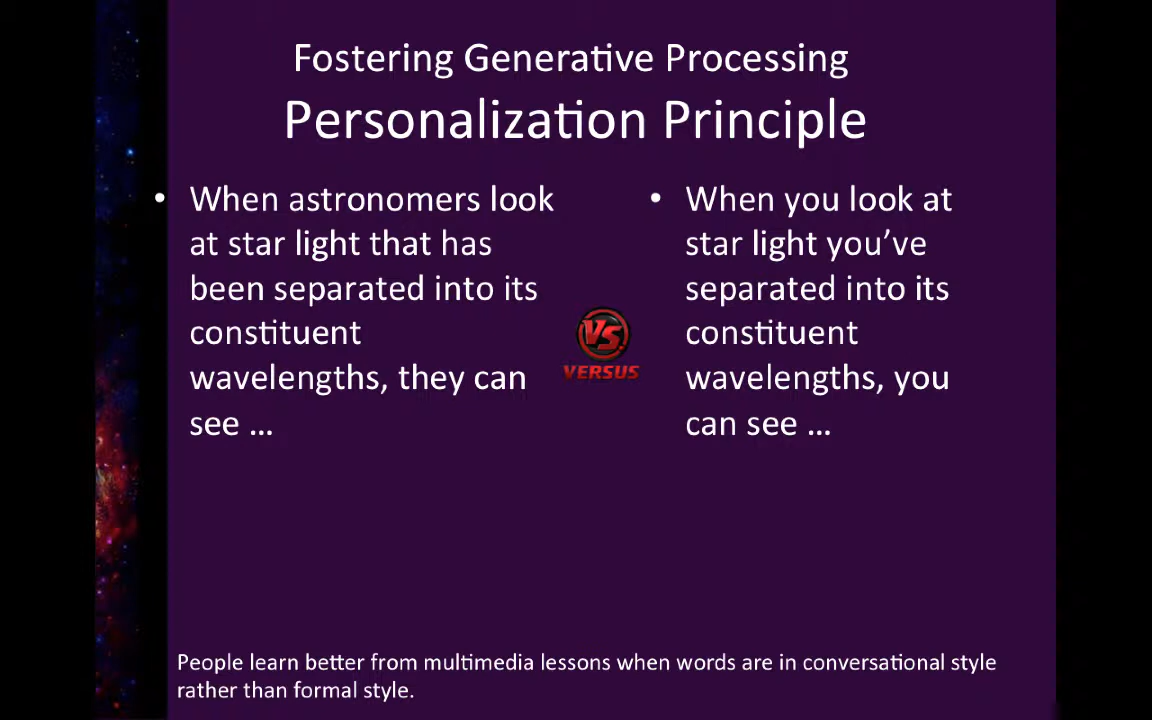 Fostering Generative Processing
Personalization Principle
• When astronomers look
at star light that has
been separated into its
constituent
wavelengths, they can
see …
VS.
VERSUS
• When you look at
star light you’ve
separated into its
constituent
wavelengths, you
can see …
People learn better from multimedia lessons when words are in conversational style
rather than formal style.